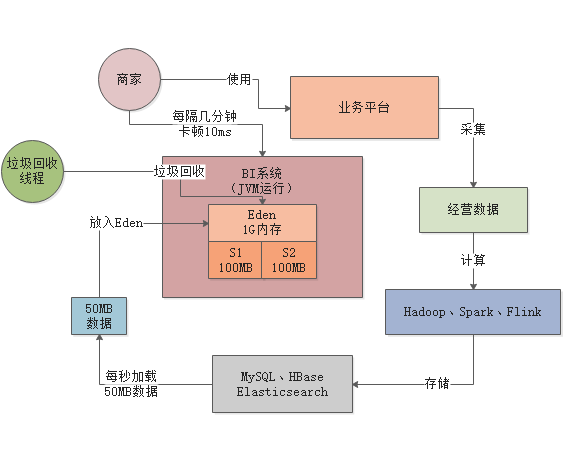 商家
使用
业务平台
每隔几分钟
卡顿10ms
采集
垃圾回收
线程
垃圾回收
BI系统
（JVM运行）
经营数据
放入Eden
Eden
1G内存
S1
100MB
S2
100MB
计算
50MB
数据
Hadoop、Spark、Flink
每秒加载
50MB数据
MySQL、HBase
Elasticsearch
存储